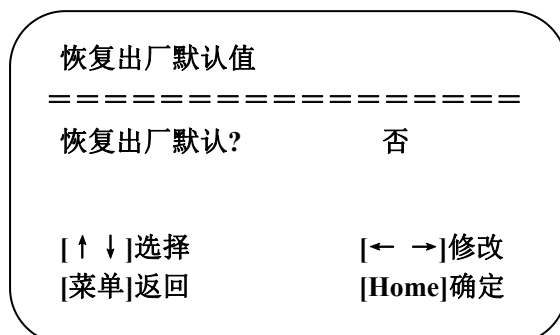 恢复出厂默认值
=================
恢复出厂默认?　　否
[↑ ↓]选择　　[← →]修改
[菜单]返回　　[Home]确定